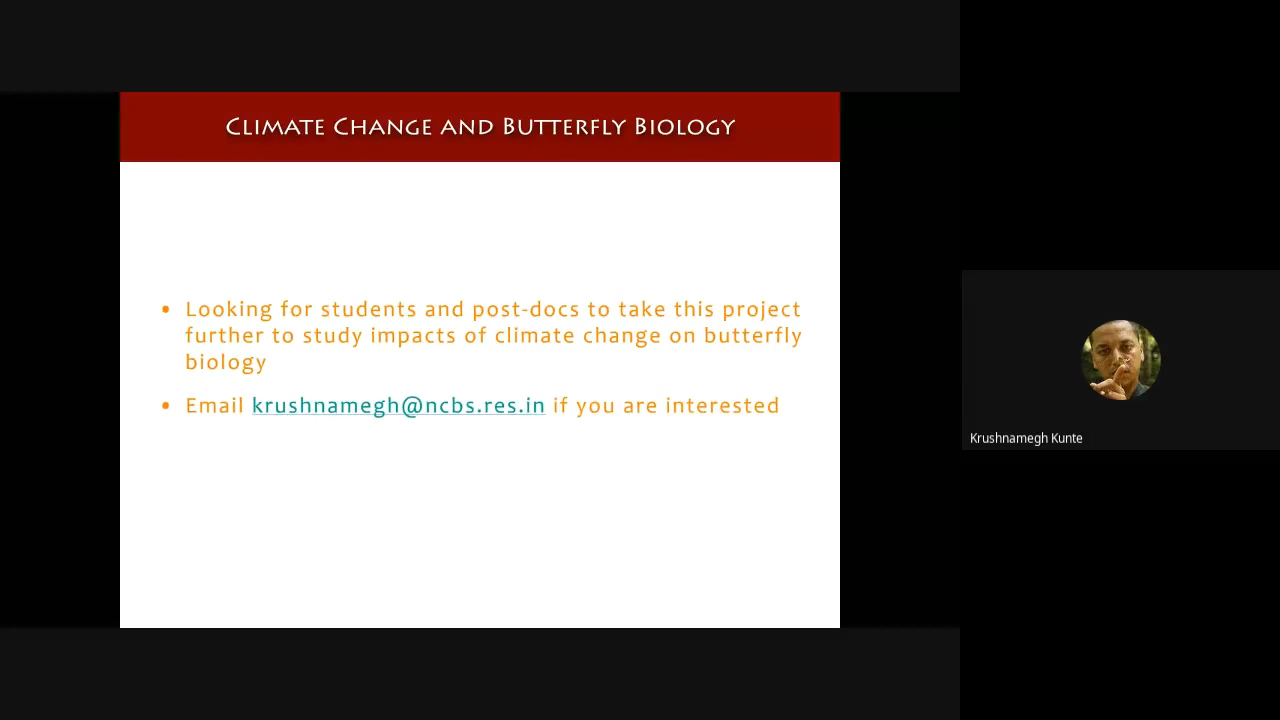 Climate Change and Butterfly Biology
• Looking for students and post-docs to take this project
further to study impacts of climate change on butterfly
biology
• Email krushnamegh@ncbs.res.in if you are interested
Krushnamegh Kunte